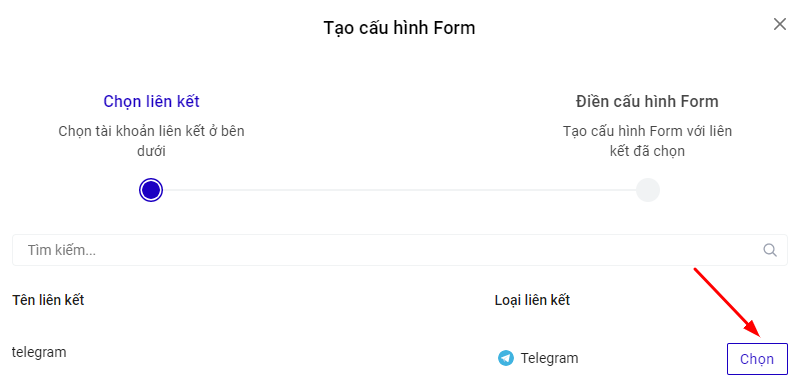 Tạo cấu hình Form
Chọn liên kết
Chọn tài khoản liên kết ở bên
dưới
Điền cấu hình Form
Tạo cấu hình Form với liên
kết đã chọn
Tìm kiếm...
Tên liên kết
Loại liên kết
telegram
Telegram
Chọn